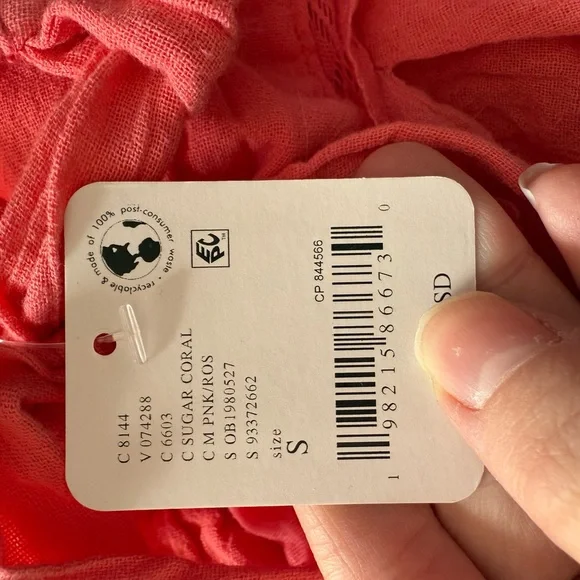 100% post-consumer waste • recyclable & made of
EPC™
C 8144
V 074288
C 6603
C SUGAR CORAL
C M PNK/ROS
S OB1980527
S 93372662
size
S
CP 844566
1 98215 86673 0
SD